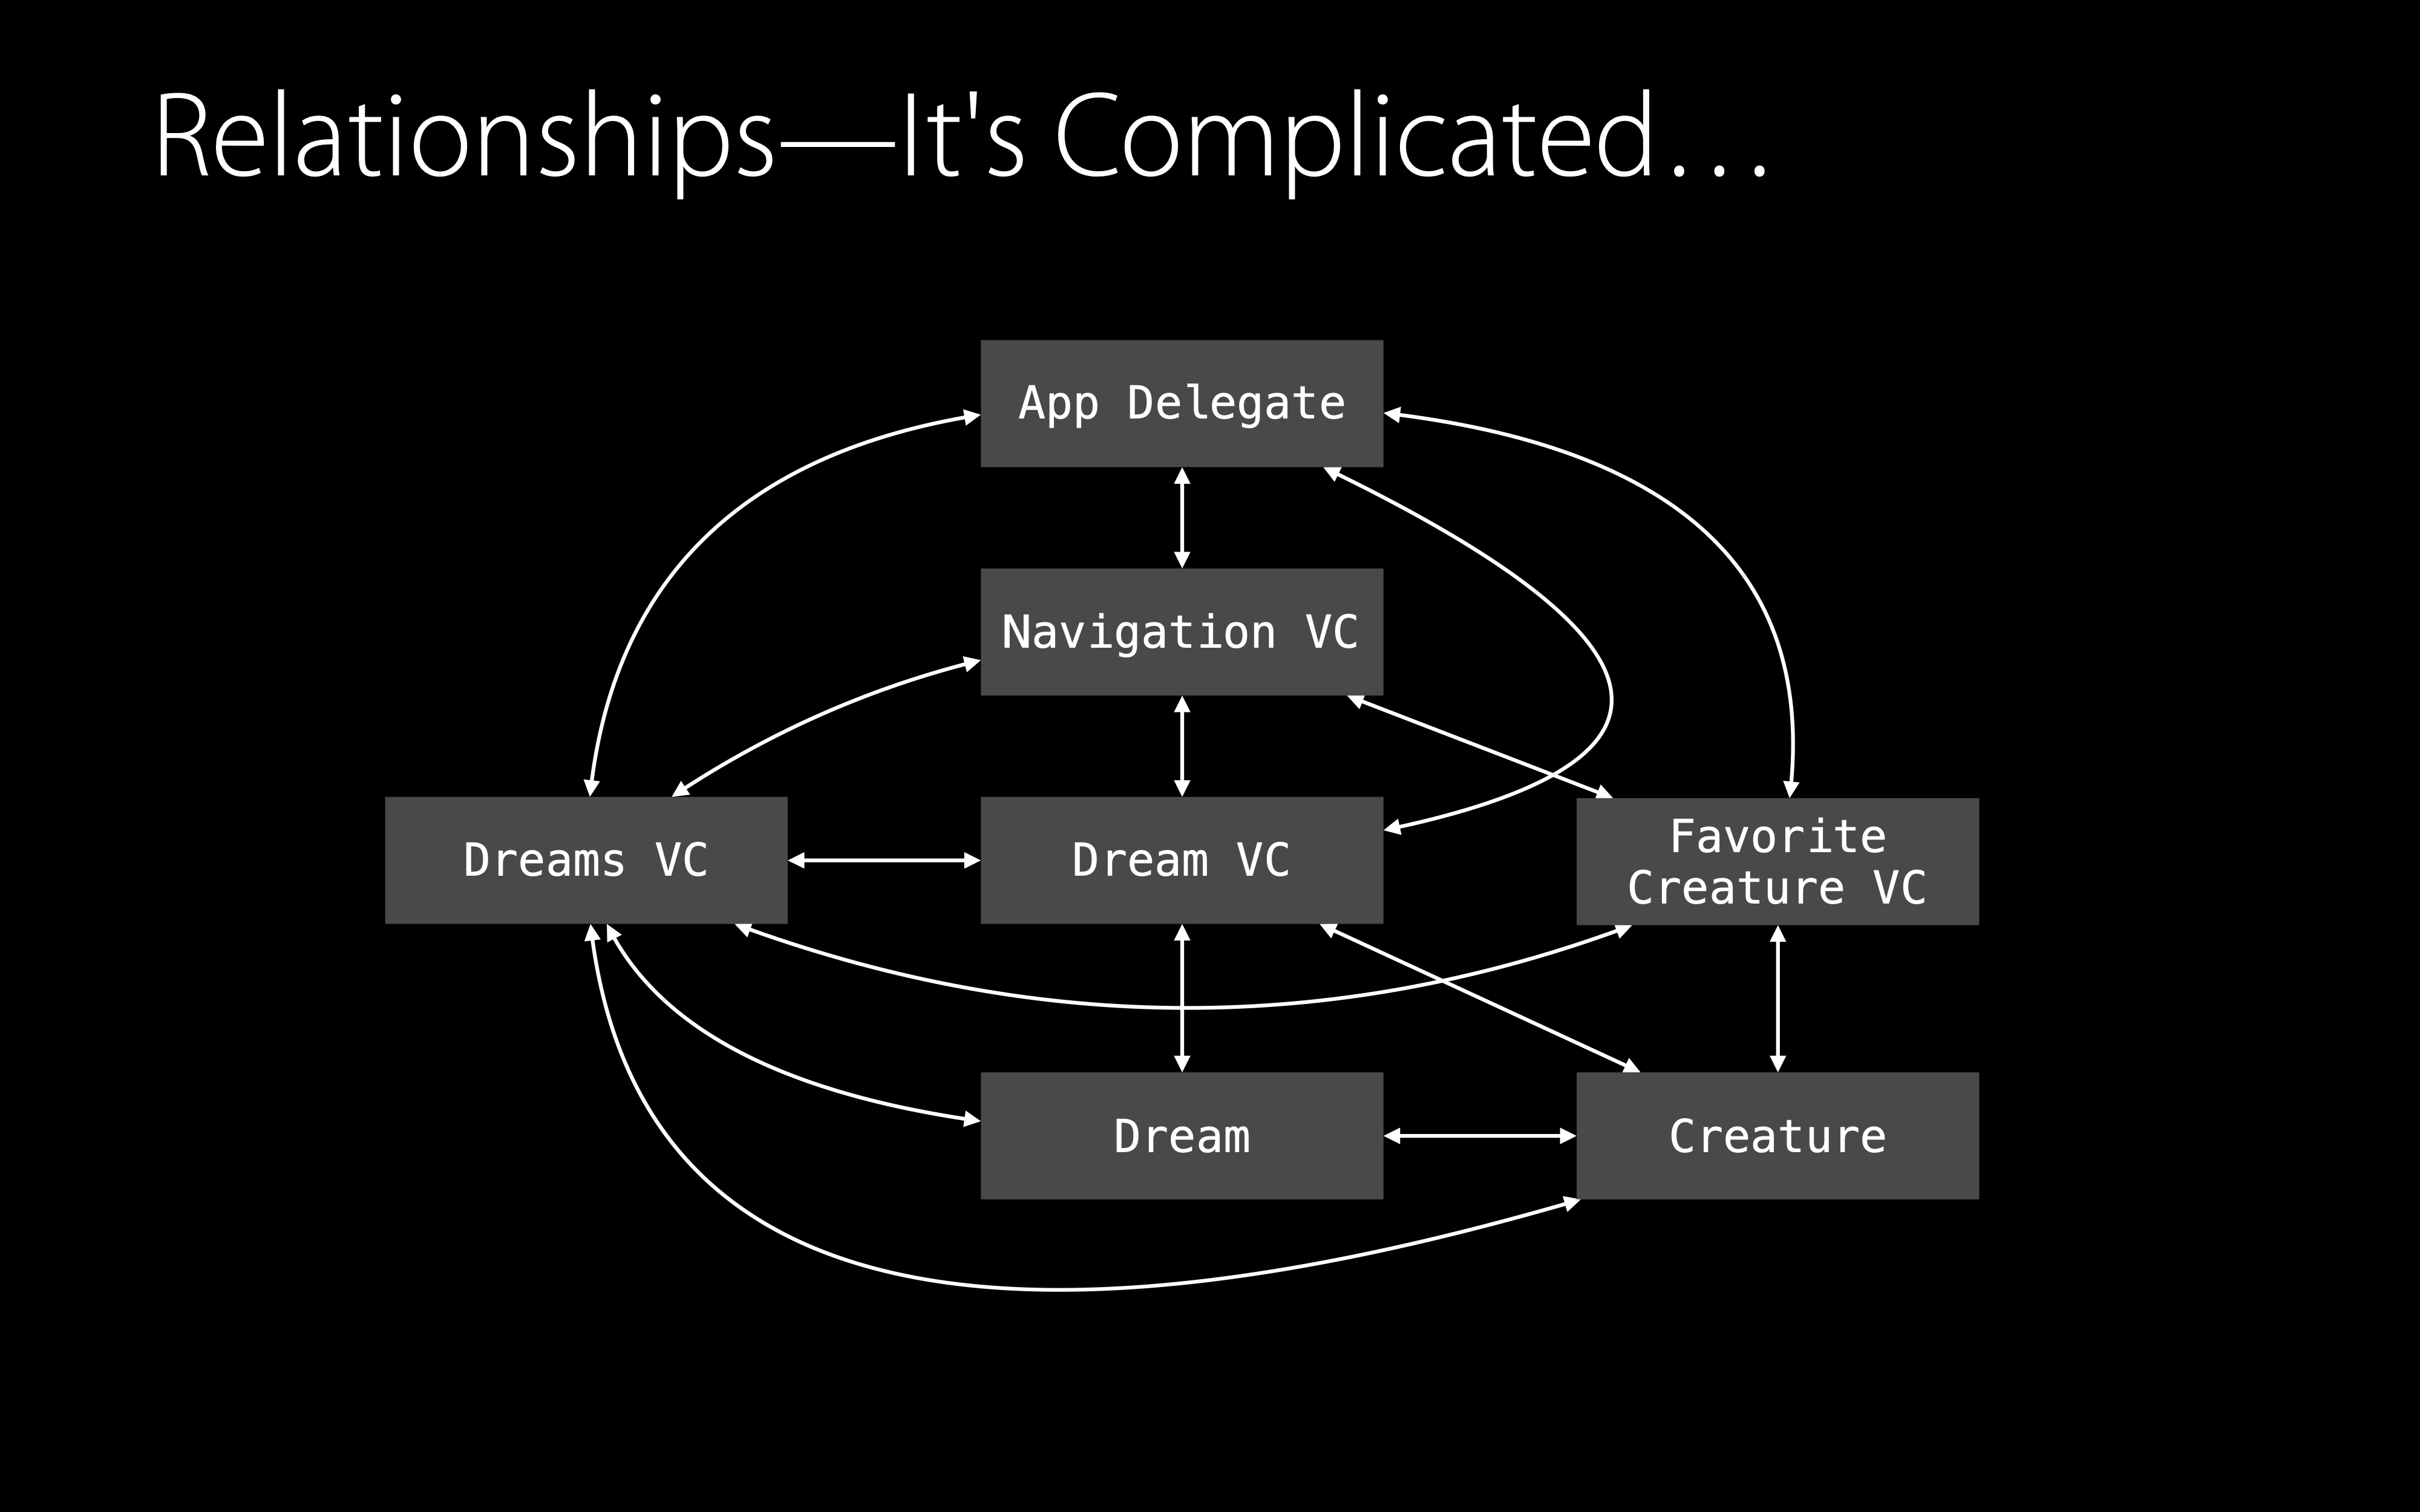 Relationships—It's Complicated...
App Delegate
Navigation VC
Dreams VC
Dream VC
Favorite
Creature VC
Dream
Creature